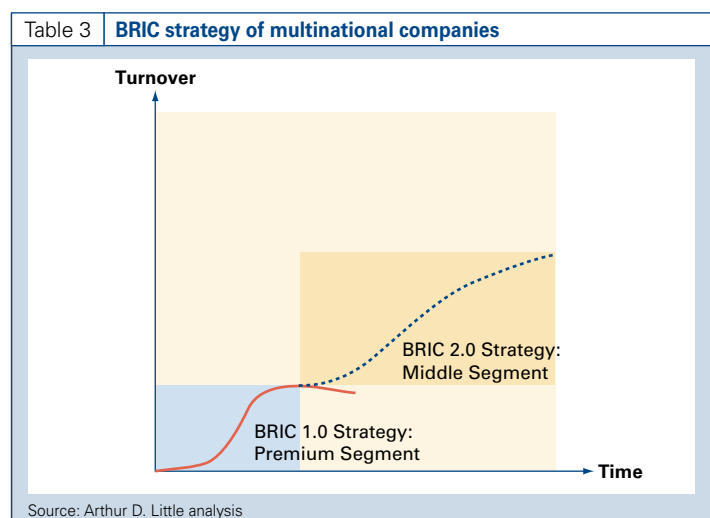 Table 3 BRIC strategy of multinational companies
Turnover
BRIC 2.0 Strategy:
Middle Segment
BRIC 1.0 Strategy:
Premium Segment
Time
Source: Arthur D. Little analysis